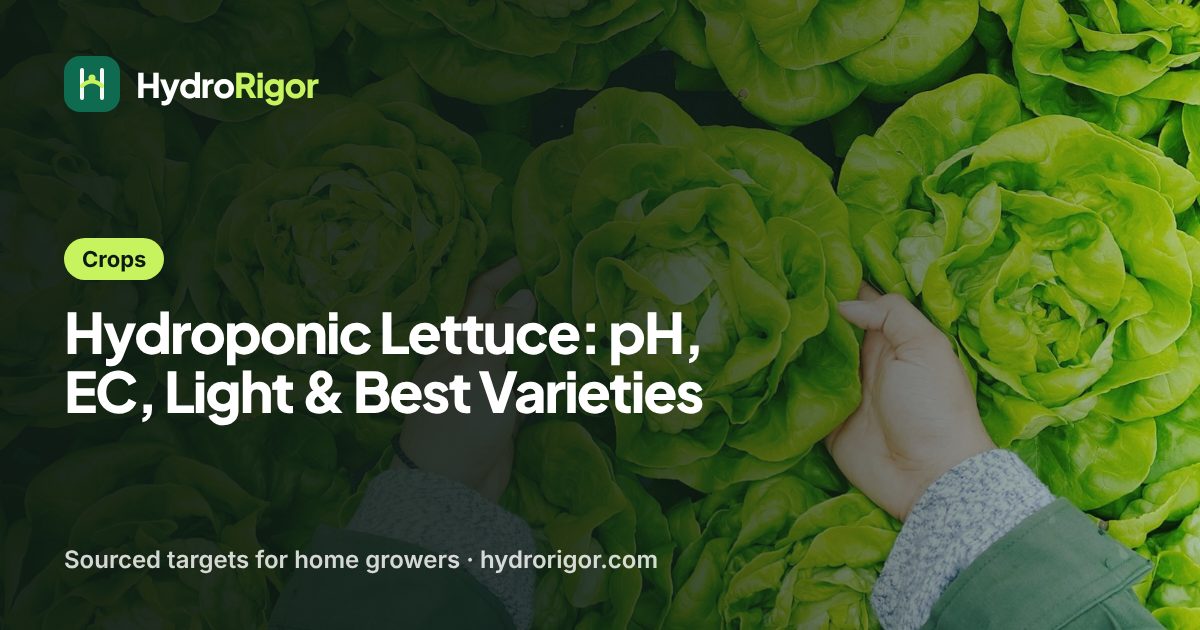 HydroRigor
Crops
Hydroponic Lettuce: pH,
EC, Light & Best Varieties
Sourced targets for home growers · hydrorigor.com